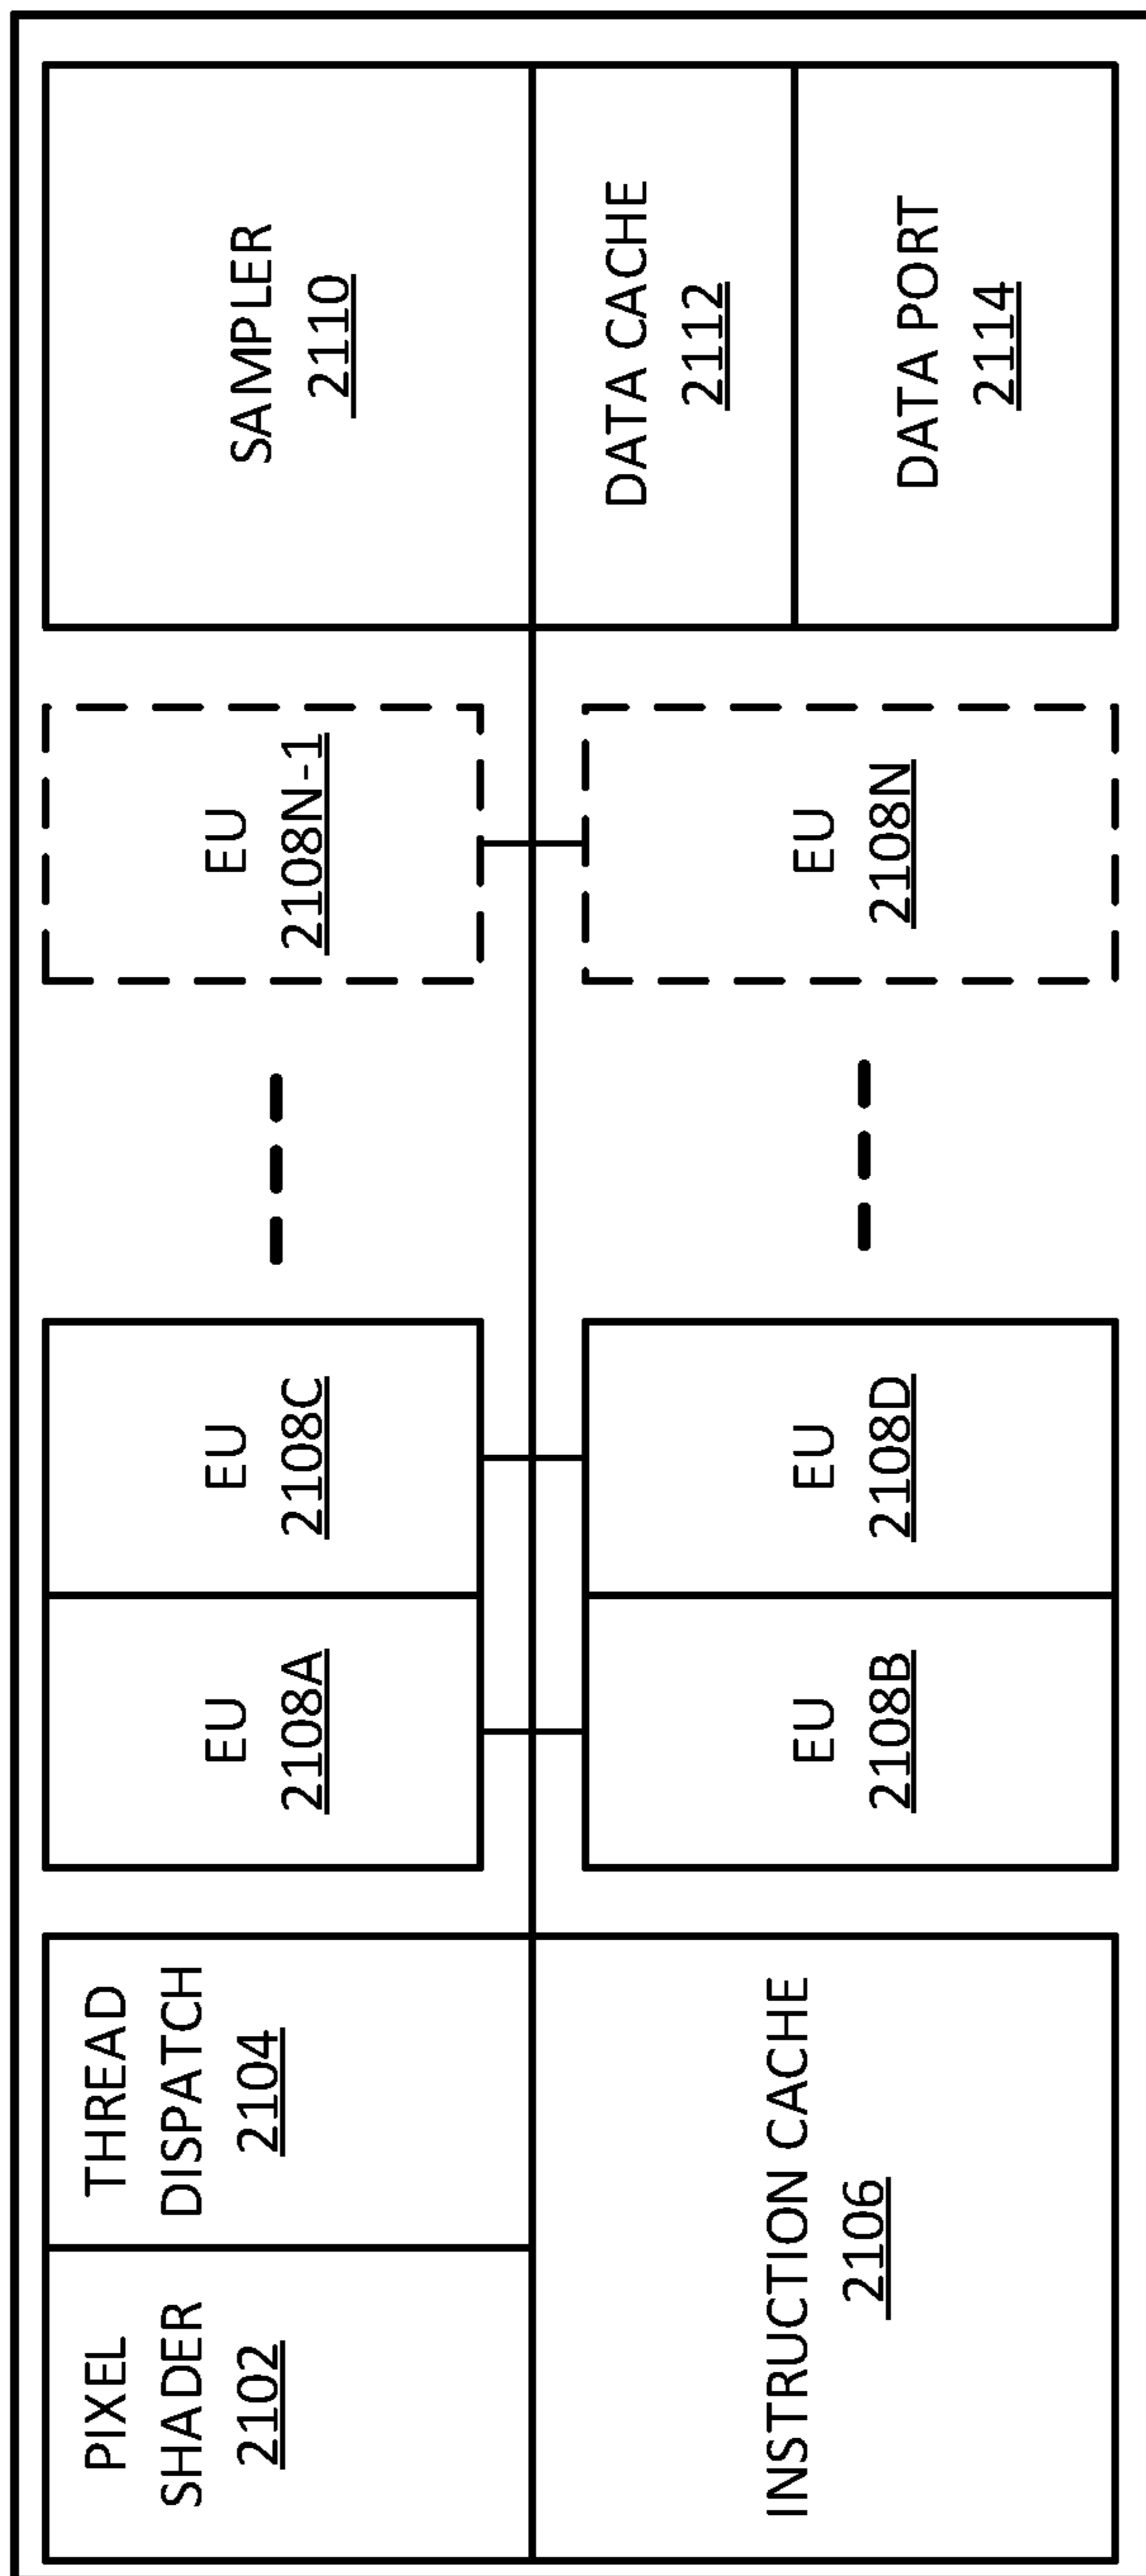 PIXEL
SHADER
2102
THREAD
DISPATCH
2104
INSTRUCTION CACHE
2106
EU
2108A
EU
2108C
EU
2108B
EU
2108D
EU
2108N-1
EU
2108N
SAMPLER
2110
DATA CACHE
2112
DATA PORT
2114